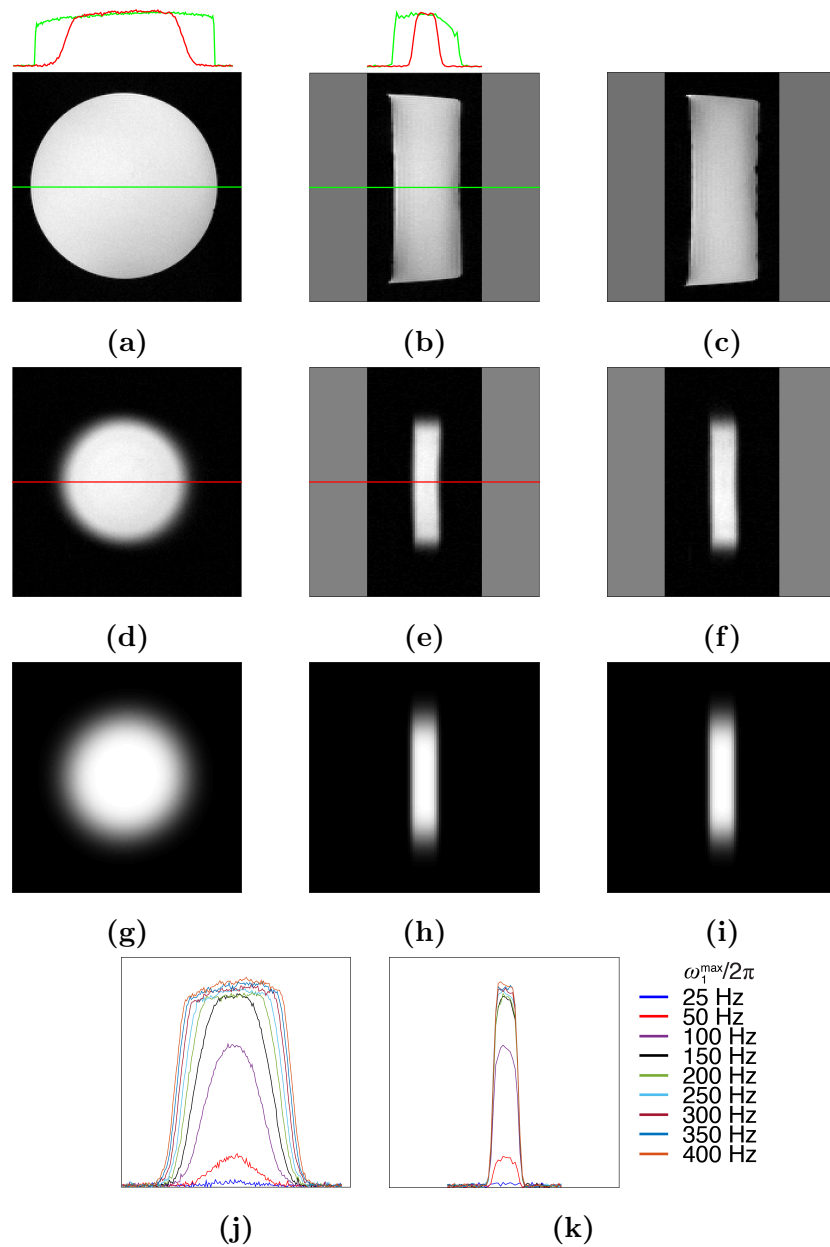 (a)
(b)
(c)
(d)
(e)
(f)
(g)
(h)
(i)
ω₁ᵐᵃˣ/2π
25 Hz
50 Hz
100 Hz
150 Hz
200 Hz
250 Hz
300 Hz
350 Hz
400 Hz
(j)
(k)